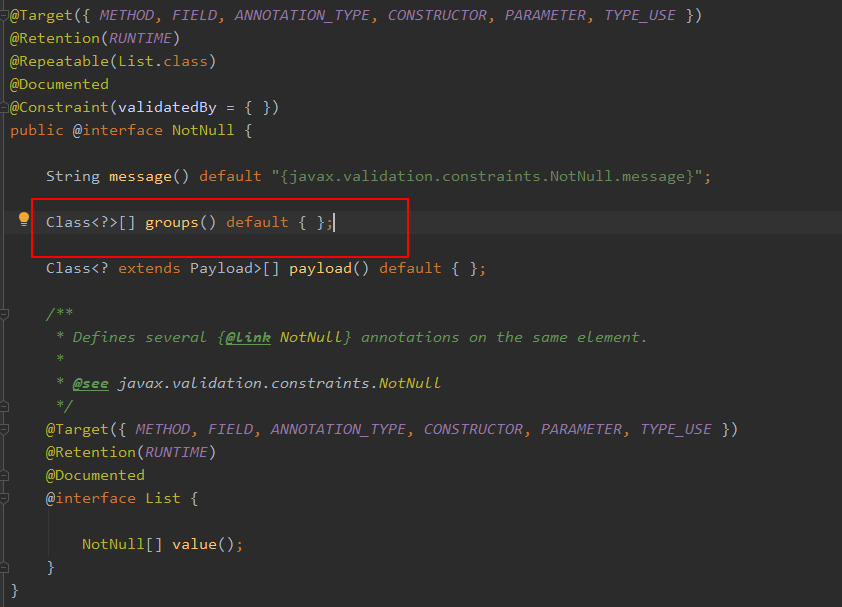 @Target({ METHOD, FIELD, ANNOTATION_TYPE, CONSTRUCTOR, PARAMETER, TYPE_USE })
@Retention(RUNTIME)
@Repeatable(List.class)
@Documented
@Constraint(validatedBy = { })
public @interface NotNull {
String message() default "{javax.validation.constraints.NotNull.message}";
Class<?>[] groups() default { };
Class<? extends Payload>[] payload() default { };
/**
* Defines several {@link NotNull} annotations on the same element.
*
* @see javax.validation.constraints.NotNull
*/
@Target({ METHOD, FIELD, ANNOTATION_TYPE, CONSTRUCTOR, PARAMETER, TYPE_USE })
@Retention(RUNTIME)
@Documented
@interface List {
NotNull[] value();
}
}